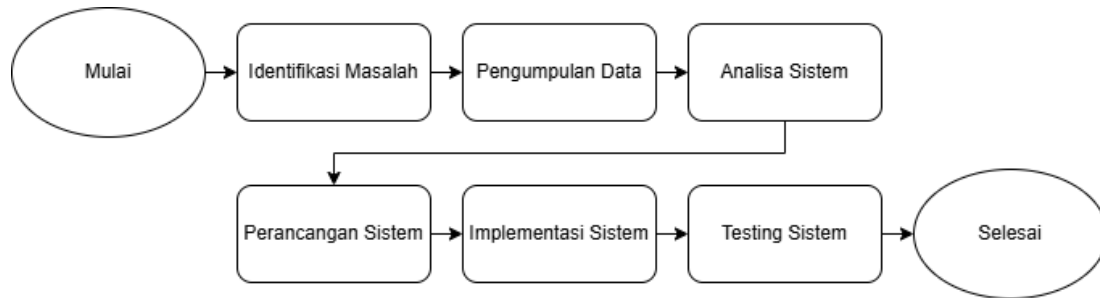 Mulai
Identifikasi Masalah
Pengumpulan Data
Analisa Sistem
Perancangan Sistem
Implementasi Sistem
Testing Sistem
Selesai